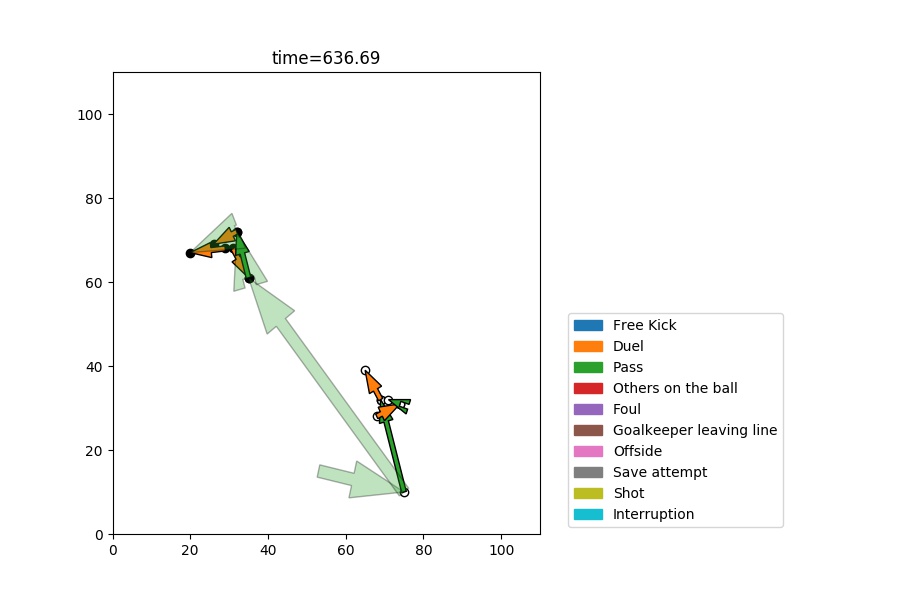 time=636.69
100
80
60
40
20
0
0 20 40 60 80 100
Free Kick
Duel
Pass
Others on the ball
Foul
Goalkeeper leaving line
Offside
Save attempt
Shot
Interruption